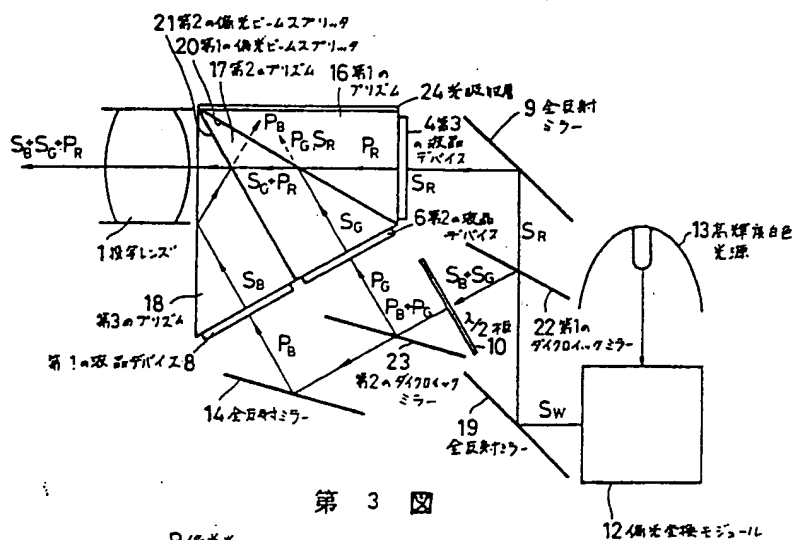 21第2の偏光ビームスプリッタ
20第1の偏光ビームスプリッタ
17第2のプリズム
16第1の
プリズム
24光吸収層
4第3
の液晶
デバイス
9全反射
ミラー
PB
PG SR
PR
SR
SB+SG+PR
SG+PR
SR
1投写レンズ
SG
6第2の液晶
デバイス
13高輝度白色
光源
SB
PG
SB+SG
PB+PG
λ/2板
10
22第1の
ダイクロイックミラー
18
第3のプリズム
PB
第1の液晶デバイス8
23
第2のダイクロイック
ミラー
14全反射ミラー
19
全反射ミラー
SW
第 3 図
12偏光変換モジュール
P偏光光